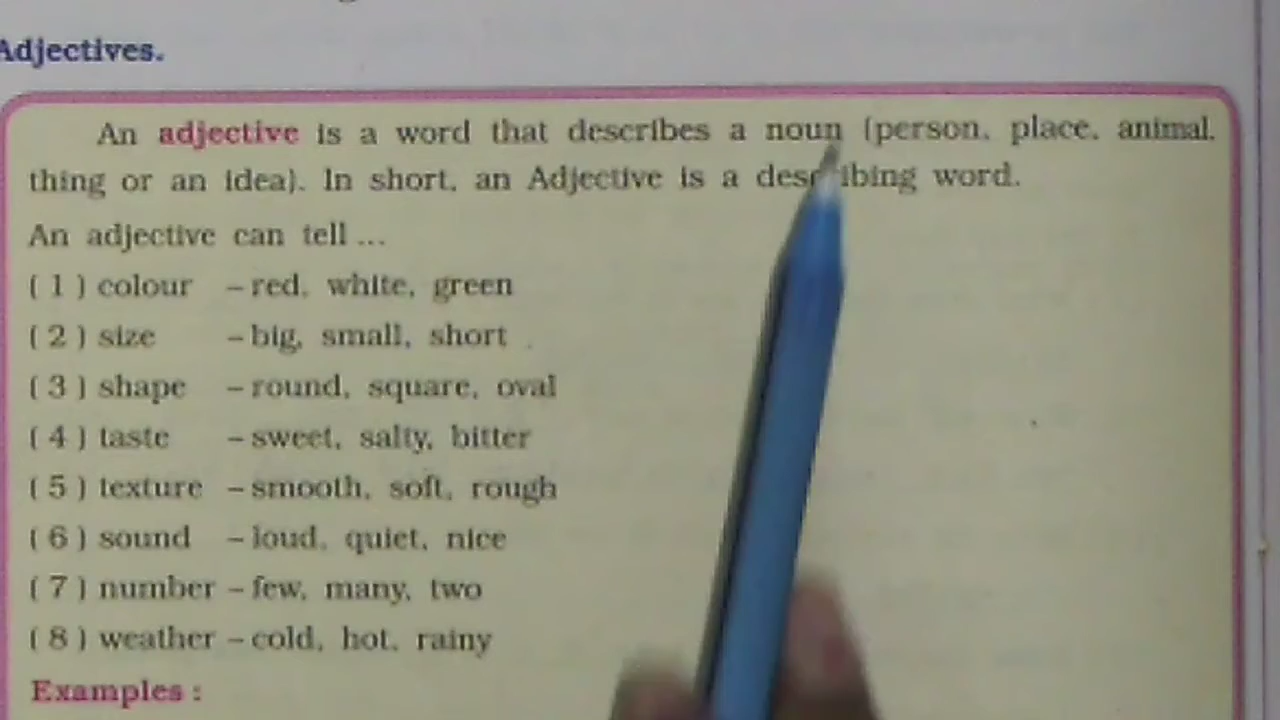 Adjectives.
An adjective is a word that describes a noun (person, place, animal,
thing or an idea). In short, an Adjective is a describing word.
An adjective can tell ...
( 1 ) colour – red, white, green
( 2 ) size – big, small, short
( 3 ) shape – round, square, oval
( 4 ) taste – sweet, salty, bitter
( 5 ) texture – smooth, soft, rough
( 6 ) sound – loud, quiet, nice
( 7 ) number – few, many, two
( 8 ) weather – cold, hot, rainy
Examples :